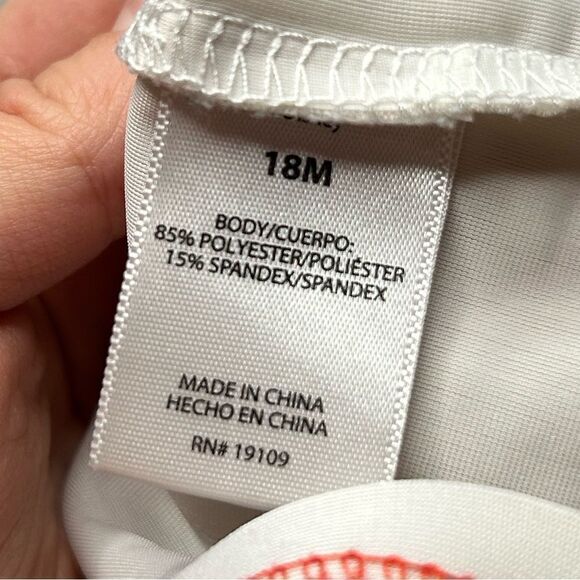 18M
BODY/CUERPO:
85% POLYESTER/POLIÉSTER
15% SPANDEX/SPANDEX
MADE IN CHINA
HECHO EN CHINA
RN# 19109